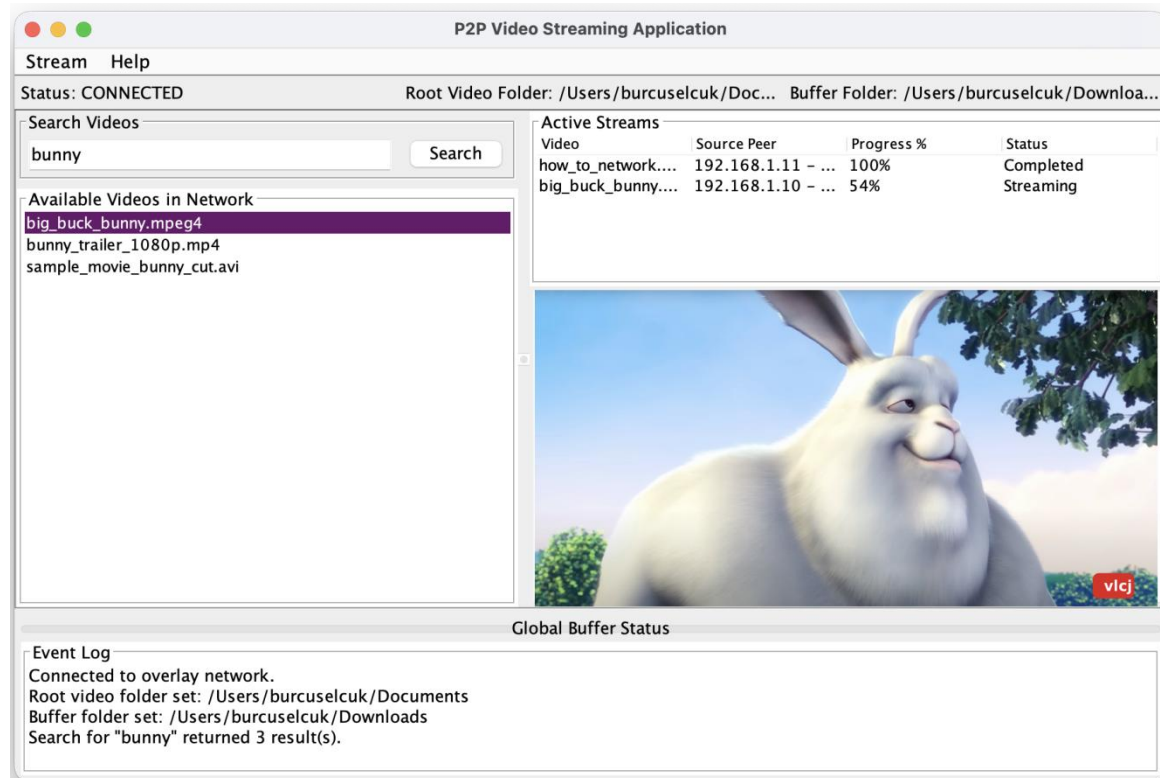 P2P Video Streaming Application
Stream Help
Status: CONNECTED Root Video Folder: /Users/burcuselcuk/Doc... Buffer Folder: /Users/burcuselcuk/Downloa...
Search Videos
bunny Search
Available Videos in Network
big_buck_bunny.mpeg4
bunny_trailer_1080p.mp4
sample_movie_bunny_cut.avi
Active Streams
Video Source Peer Progress % Status
how_to_network.... 192.168.1.11 – ... 100% Completed
big_buck_bunny.... 192.168.1.10 – ... 54% Streaming
vlcj
Global Buffer Status
Event Log
Connected to overlay network.
Root video folder set: /Users/burcuselcuk/Documents
Buffer folder set: /Users/burcuselcuk/Downloads
Search for "bunny" returned 3 result(s).